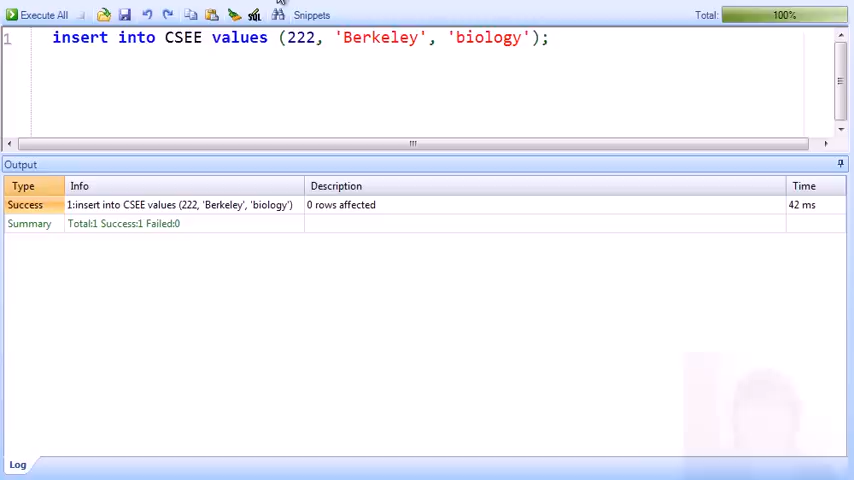 Execute All Snippets Total: 100%
1 insert into CSEE values (222, 'Berkeley', 'biology');
Output
Type Info Description Time
Success 1:insert into CSEE values (222, 'Berkeley', 'biology') 0 rows affected 42 ms
Summary Total:1 Success:1 Failed:0
Log